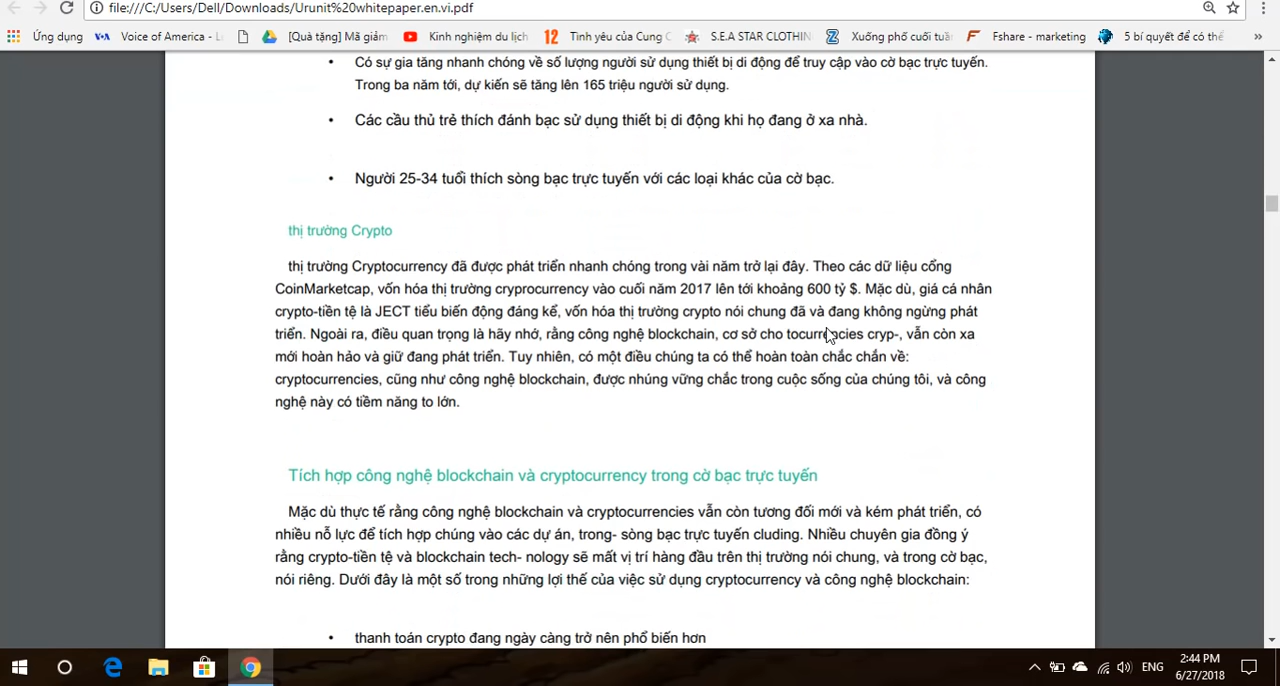 file:///C:/Users/Dell/Downloads/Urunit%20whitepaper.en.vi.pdf
Ứng dụng Voice of America - L [Quà tặng] Mã giảm Kinh nghiệm du lịch 12 Tình yêu của Cung S.E.A STAR CLOTHIN Xuống phố cuối tuần Fshare - marketing 5 bí quyết để có thể »
• Có sự gia tăng nhanh chóng về số lượng người sử dụng thiết bị di động để truy cập vào cờ bạc trực tuyến.
Trong ba năm tới, dự kiến sẽ tăng lên 165 triệu người sử dụng.
• Các cầu thủ trẻ thích đánh bạc sử dụng thiết bị di động khi họ đang ở xa nhà.
• Người 25-34 tuổi thích sòng bạc trực tuyến với các loại khác của cờ bạc.
thị trường Crypto
thị trường Cryptocurrency đã được phát triển nhanh chóng trong vài năm trở lại đây. Theo các dữ liệu cổng
CoinMarketcap, vốn hóa thị trường cryprocurrency vào cuối năm 2017 lên tới khoảng 600 tỷ $. Mặc dù, giá cá nhân
crypto-tiền tệ là JECT tiểu biến động đáng kể, vốn hóa thị trường crypto nói chung đã và đang không ngừng phát
triển. Ngoài ra, điều quan trọng là hãy nhớ, rằng công nghệ blockchain, cơ sở cho tocurrencies cryp-, vẫn còn xa
mới hoàn hảo và giữ đang phát triển. Tuy nhiên, có một điều chúng ta có thể hoàn toàn chắc chắn về:
cryptocurrencies, cũng như công nghệ blockchain, được nhúng vững chắc trong cuộc sống của chúng tôi, và công
nghệ này có tiềm năng to lớn.
Tích hợp công nghệ blockchain và cryptocurrency trong cờ bạc trực tuyến
Mặc dù thực tế rằng công nghệ blockchain và cryptocurrencies vẫn còn tương đối mới và kém phát triển, có
nhiều nỗ lực để tích hợp chúng vào các dự án, trong- sòng bạc trực tuyến cluding. Nhiều chuyên gia đồng ý
rằng crypto-tiền tệ và blockchain tech- nology sẽ mất vị trí hàng đầu trên thị trường nói chung, và trong cờ bạc,
nói riêng. Dưới đây là một số trong những lợi thế của việc sử dụng cryptocurrency và công nghệ blockchain:
• thanh toán crypto đang ngày càng trở nên phổ biến hơn
ENG
2:44 PM
6/27/2018